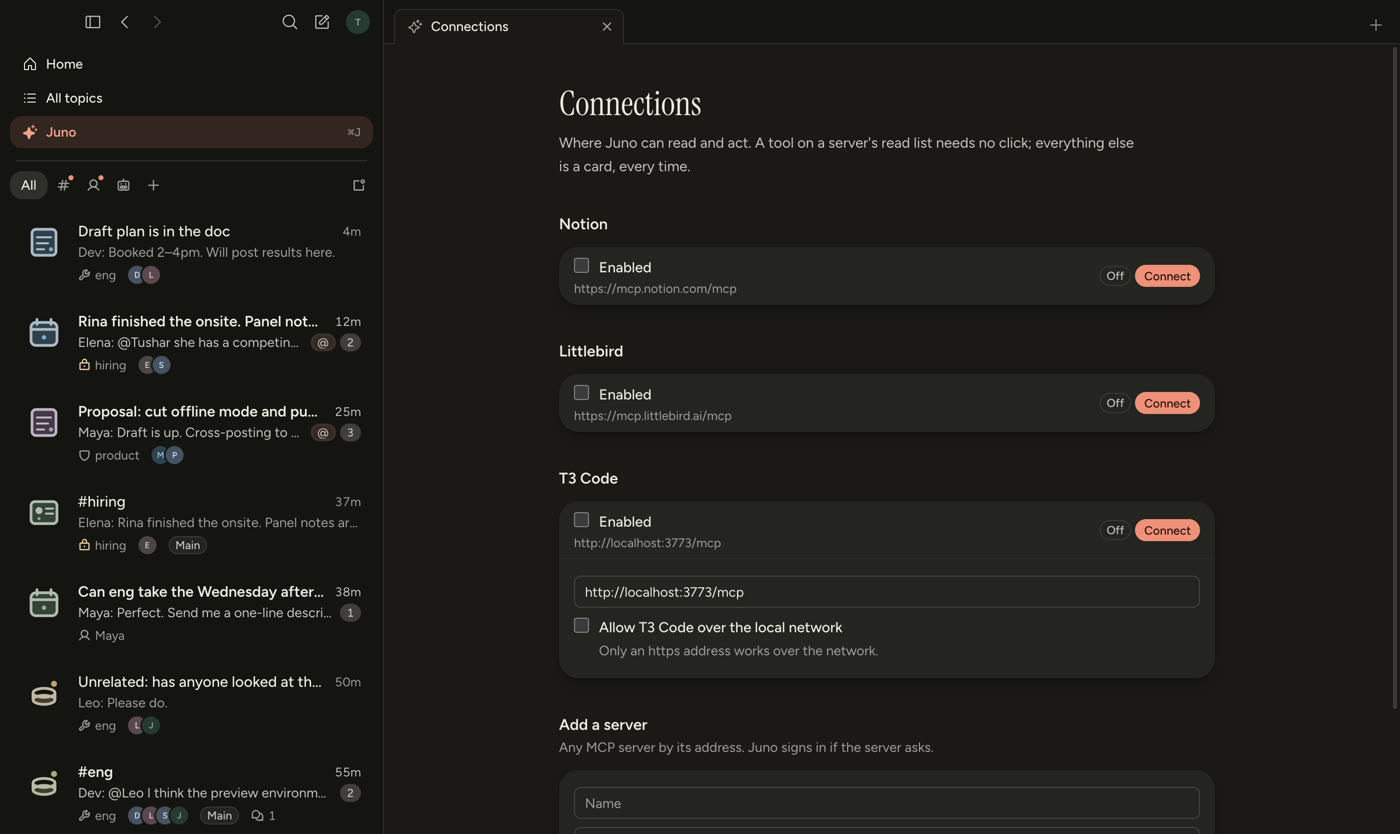 T
Connections
Home
All topics
Juno
⌘J
All
Draft plan is in the doc
4m
Dev: Booked 2–4pm. Will post results here.
eng
D
L
Rina finished the onsite. Panel not...
12m
Elena: @Tushar she has a competin...
@
2
hiring
E
S
Proposal: cut offline mode and pu...
25m
Maya: Draft is up. Cross-posting to ...
@
3
product
M
P
#hiring
37m
Elena: Rina finished the onsite. Panel notes ar...
hiring
E
Main
Can eng take the Wednesday after...
38m
Maya: Perfect. Send me a one-line descri...
1
Maya
Unrelated: has anyone looked at th...
50m
Leo: Please do.
eng
L
J
#eng
55m
Dev: @Leo I think the preview environm...
2
eng
D
L
S
J
Main
1
Connections
Where Juno can read and act. A tool on a server's read list needs no click; everything else
is a card, every time.
Notion
Enabled
https://mcp.notion.com/mcp
Off
Connect
Littlebird
Enabled
https://mcp.littlebird.ai/mcp
Off
Connect
T3 Code
Enabled
http://localhost:3773/mcp
Off
Connect
http://localhost:3773/mcp
Allow T3 Code over the local network
Only an https address works over the network.
Add a server
Any MCP server by its address. Juno signs in if the server asks.
Name